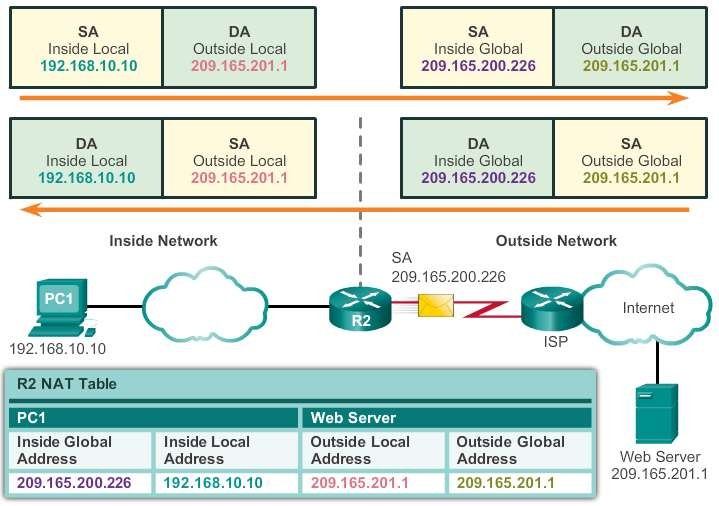 SA
Inside Local
192.168.10.10
DA
Outside Local
209.165.201.1
SA
Inside Global
209.165.200.226
DA
Outside Global
209.165.201.1
DA
Inside Local
192.168.10.10
SA
Outside Local
209.165.201.1
DA
Inside Global
209.165.200.226
SA
Outside Global
209.165.201.1
Inside Network
Outside Network
SA
209.165.200.226
PC1
192.168.10.10
R2
ISP
Internet
Web Server
209.165.201.1
R2 NAT Table
PC1
Web Server
Inside Global
Address
Inside Local
Address
Outside Local
Address
Outside Global
Address
209.165.200.226
192.168.10.10
209.165.201.1
209.165.201.1